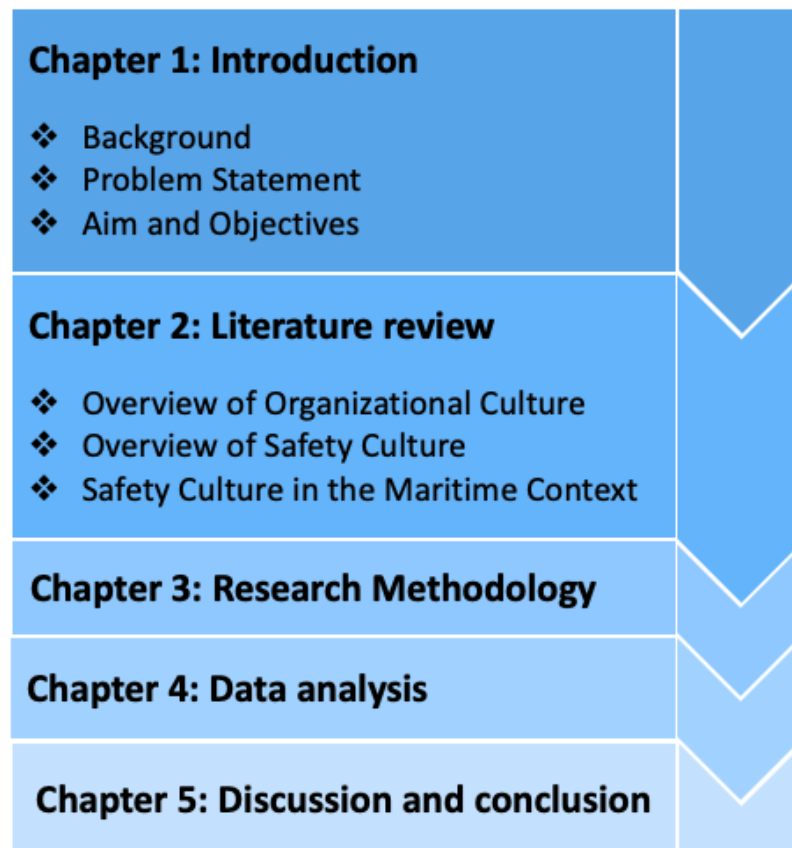 Chapter 1: Introduction
❖ Background
❖ Problem Statement
❖ Aim and Objectives
Chapter 2: Literature review
❖ Overview of Organizational Culture
❖ Overview of Safety Culture
❖ Safety Culture in the Maritime Context
Chapter 3: Research Methodology
Chapter 4: Data analysis
Chapter 5: Discussion and conclusion